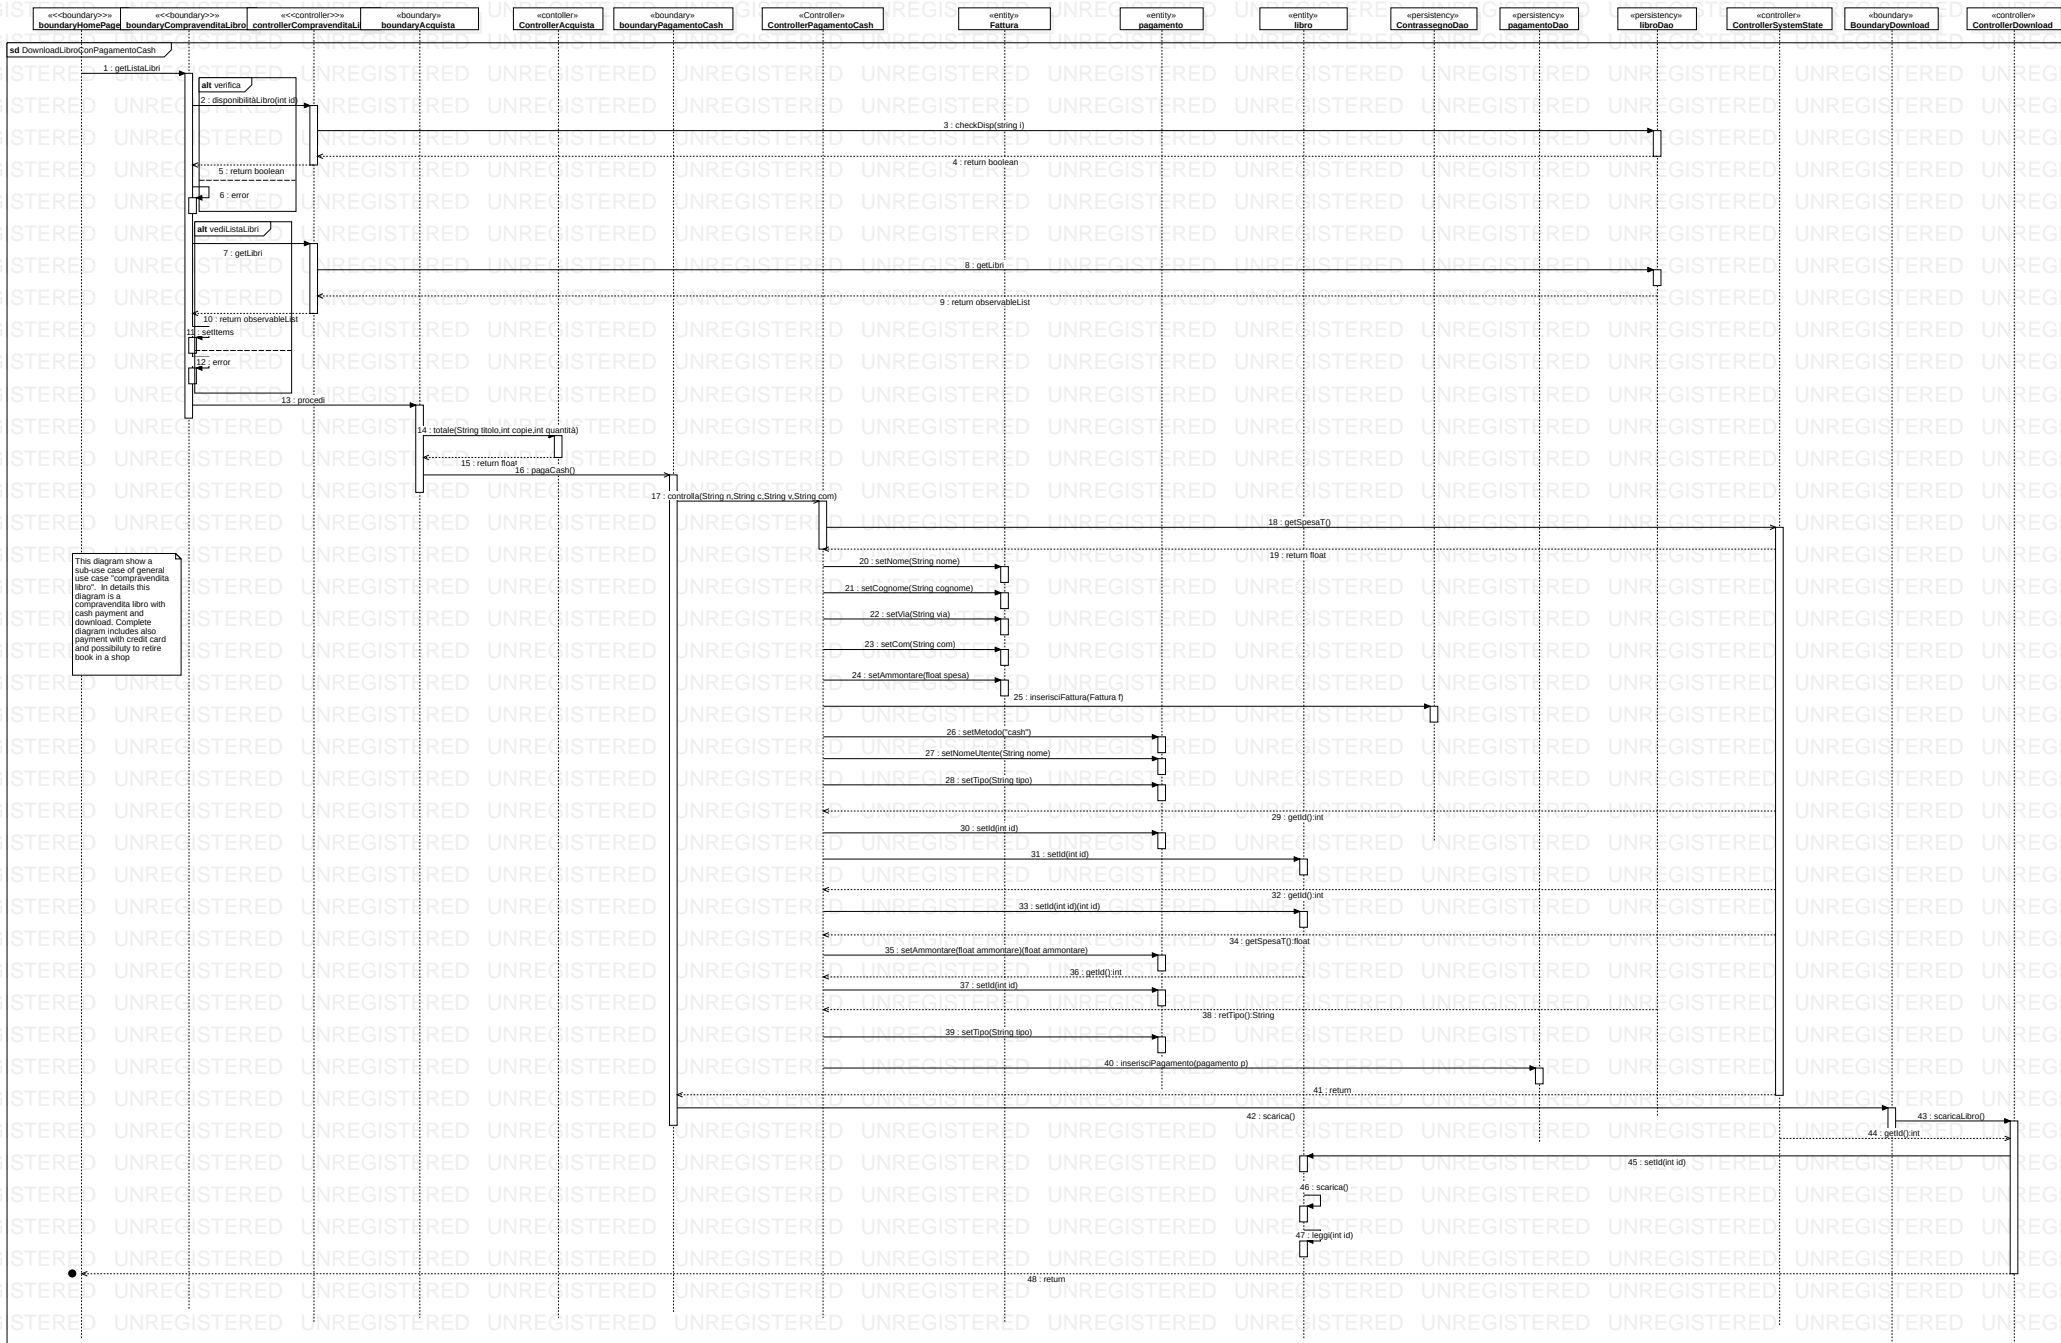 «<<boundary>>»
boundaryHomePage
«<<boundary>>»
boundaryCompravenditaLibro
«<<controller>>»
controllerCompravenditaLi
«boundary»
boundaryAcquista
«contoller»
ControllerAcquista
«boundary»
boundaryPagamentoCash
«Controller»
ControllerPagamentoCash
«entity»
Fattura
«entity»
pagamento
«entity»
libro
«persistency»
ContrassegnoDao
«persistency»
pagamentoDao
«persistency»
libroDao
«controller»
ControllerSystemState
«boundary»
BoundaryDownload
«controller»
ControllerDownload
sd DownloadLibroConPagamentoCash
1 : getListaLibri
alt verifica
2 : disponibilitàLibro(int id)
3 : checkDisp(string i)
4 : return boolean
5 : return boolean
6 : error
alt vediListaLibri
7 : getLibri
8 : getLibri
9 : return observableList
10 : return observableList
11 : setItems
12 : error
13 : procedi
14 : totale(String titolo,int copie,int quantità)
15 : return float
16 : pagaCash()
17 : controlla(String n,String c,String v,String com)
18 : getSpesaT()
19 : return float
This diagram show a
sub-use case of general
use case "compravendita
libro". In details this
diagram is a
compravendita libro with
cash payment and
download. Complete
diagram includes also
payment with credit card
and possibiluty to retire
book in a shop
20 : setNome(String nome)
21 : setCognome(String cognome)
22 : setVia(String via)
23 : setCom(String com)
24 : setAmmontare(float spesa)
25 : inserisciFattura(Fattura f)
26 : setMetodo("cash")
27 : setNomeUtente(String nome)
28 : setTipo(String tipo)
29 : getId():int
30 : setId(int id)
31 : setId(int id)
32 : getId():int
33 : setId(int id)(int id)
34 : getSpesaT():float
35 : setAmmontare(float ammontare)(float ammontare)
36 : getId():int
37 : setId(int id)
38 : retTipo():String
39 : setTipo(String tipo)
40 : inserisciPagamento(pagamento p)
41 : return
42 : scarica()
43 : scaricaLibro()
44 : getId():int
45 : setId(int id)
46 : scarica()
47 : leggi(int id)
48 : return
UNREGISTERED